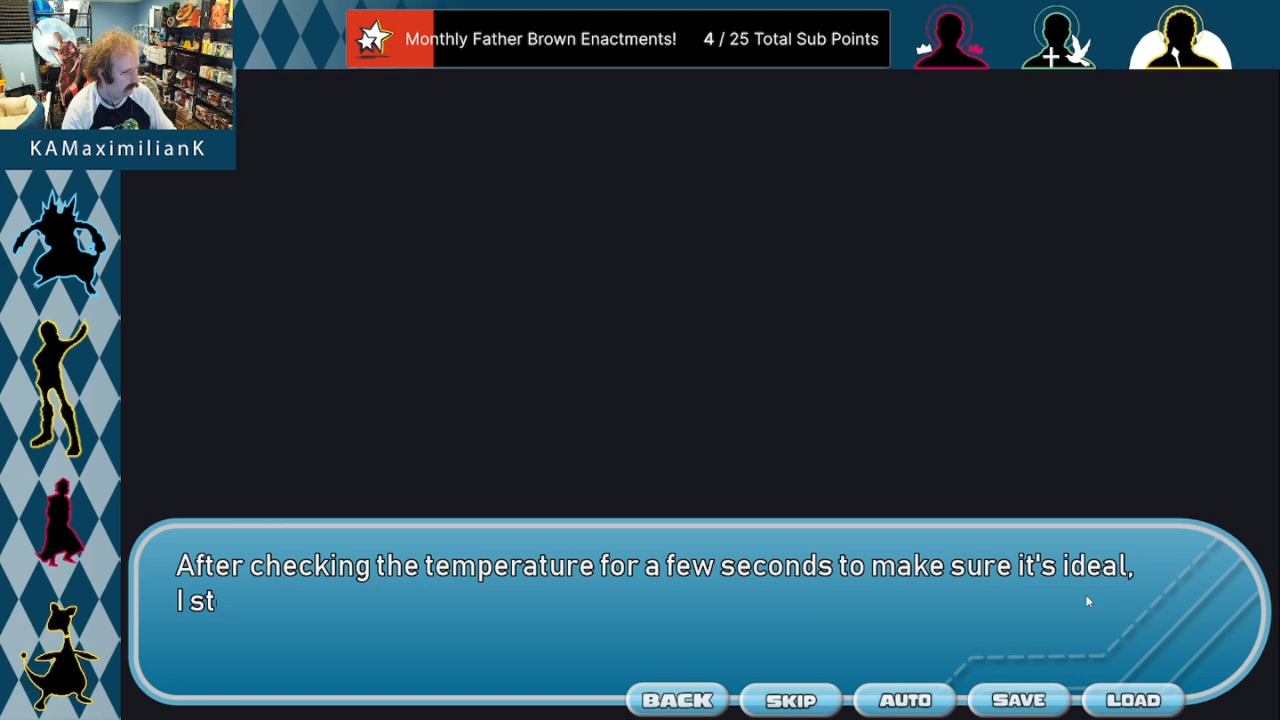 Monthly Father Brown Enactments! 4 / 25 Total Sub Points
KAMaximilianK
After checking the temperature for a few seconds to make sure it's ideal,
I st
BACK SKIP AUTO SAVE LOAD